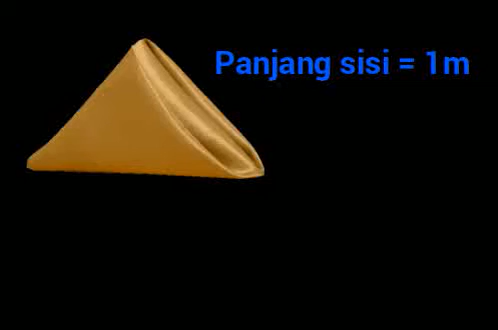 Panjang sisi = 1m